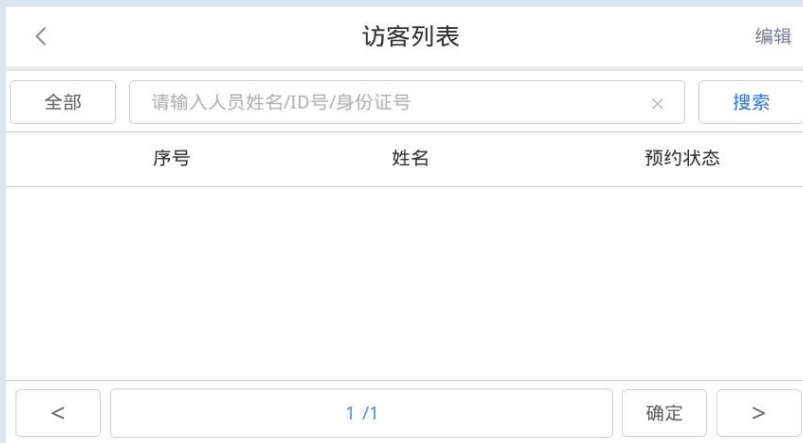 < 访客列表 编辑
全部 请输入人员姓名/ID号/身份证号 × 搜索
序号 姓名 预约状态
< 1 /1 确定 >